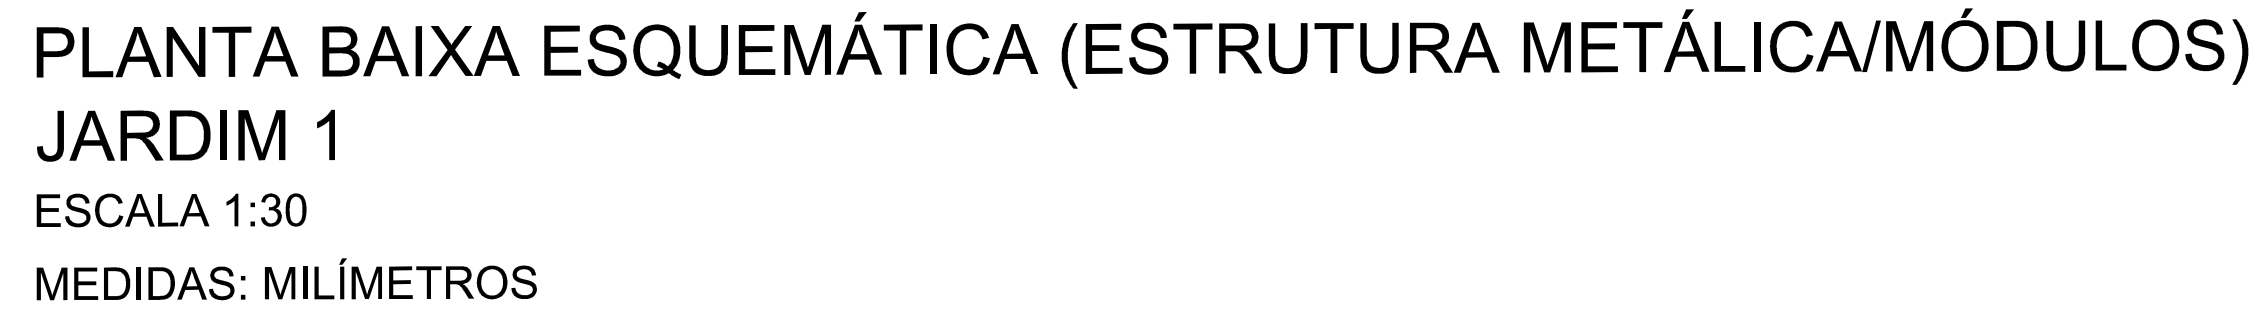 PLANTA BAIXA ESQUEMÁTICA (ESTRUTURA METÁLICA/MÓDULOS)
JARDIM 1
ESCALA 1:30
MEDIDAS: MILÍMETROS